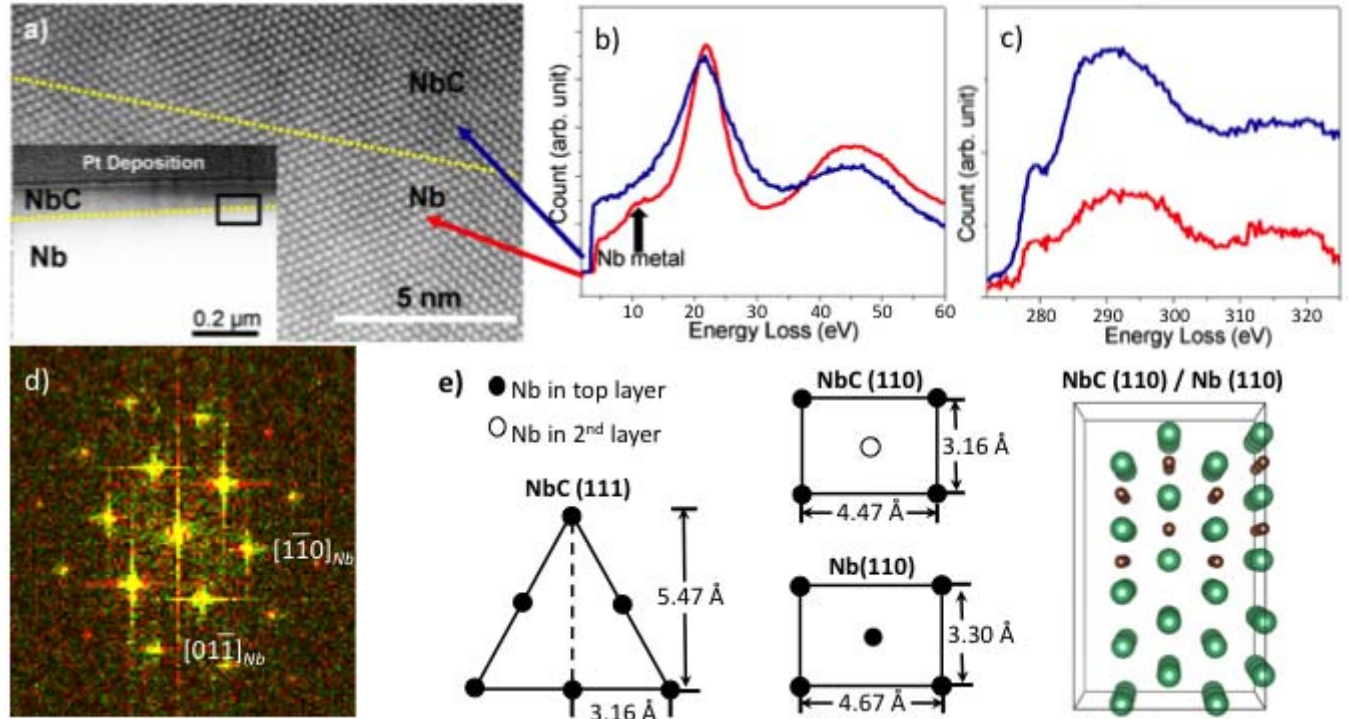 a)
NbC
Pt Deposition
NbC
Nb
Nb
0.2 μm
5 nm
b)
Count (arb. unit)
Nb metal
10 20 30 40 50 60
Energy Loss (eV)
c)
Count (arb. unit)
280 290 300 310 320
Energy Loss (eV)
d)
[1̄1̄0]Nb
[011̄]Nb
e)
Nb in top layer
Nb in 2nd layer
NbC (111)
5.47 Å
3.16 Å
NbC (110)
3.16 Å
4.47 Å
Nb(110)
3.30 Å
4.67 Å
NbC (110) / Nb (110)